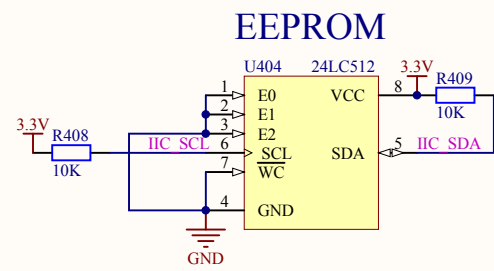 EEPROM
U404 24LC512
3.3V
1 E0 VCC 8 R409
2 E1 10K
3.3V
3 E2
R408 IIC_SCL 6 SCL SDA 5 IIC_SDA
10K 7 WC
4 GND
GND